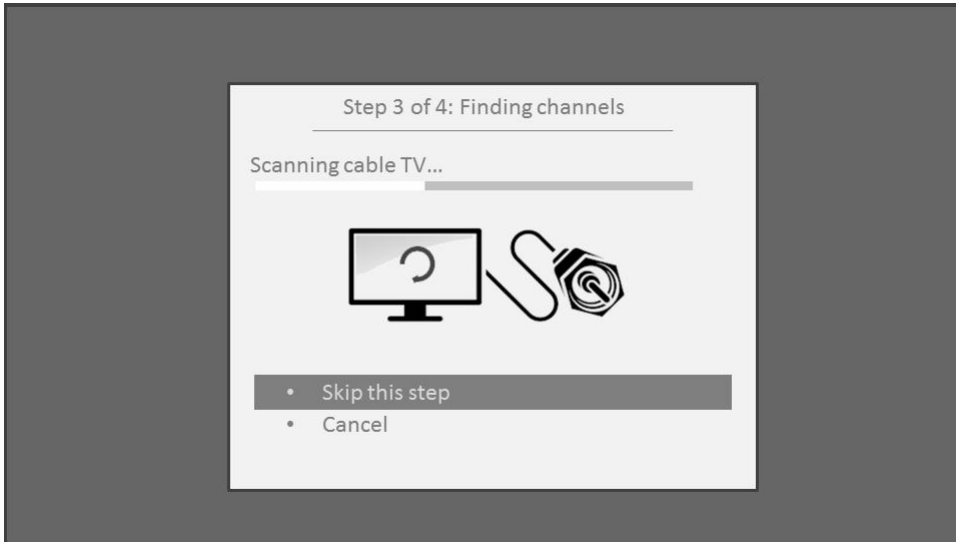 Step 3 of 4: Finding channels
Scanning cable TV...
• Skip this step
• Cancel